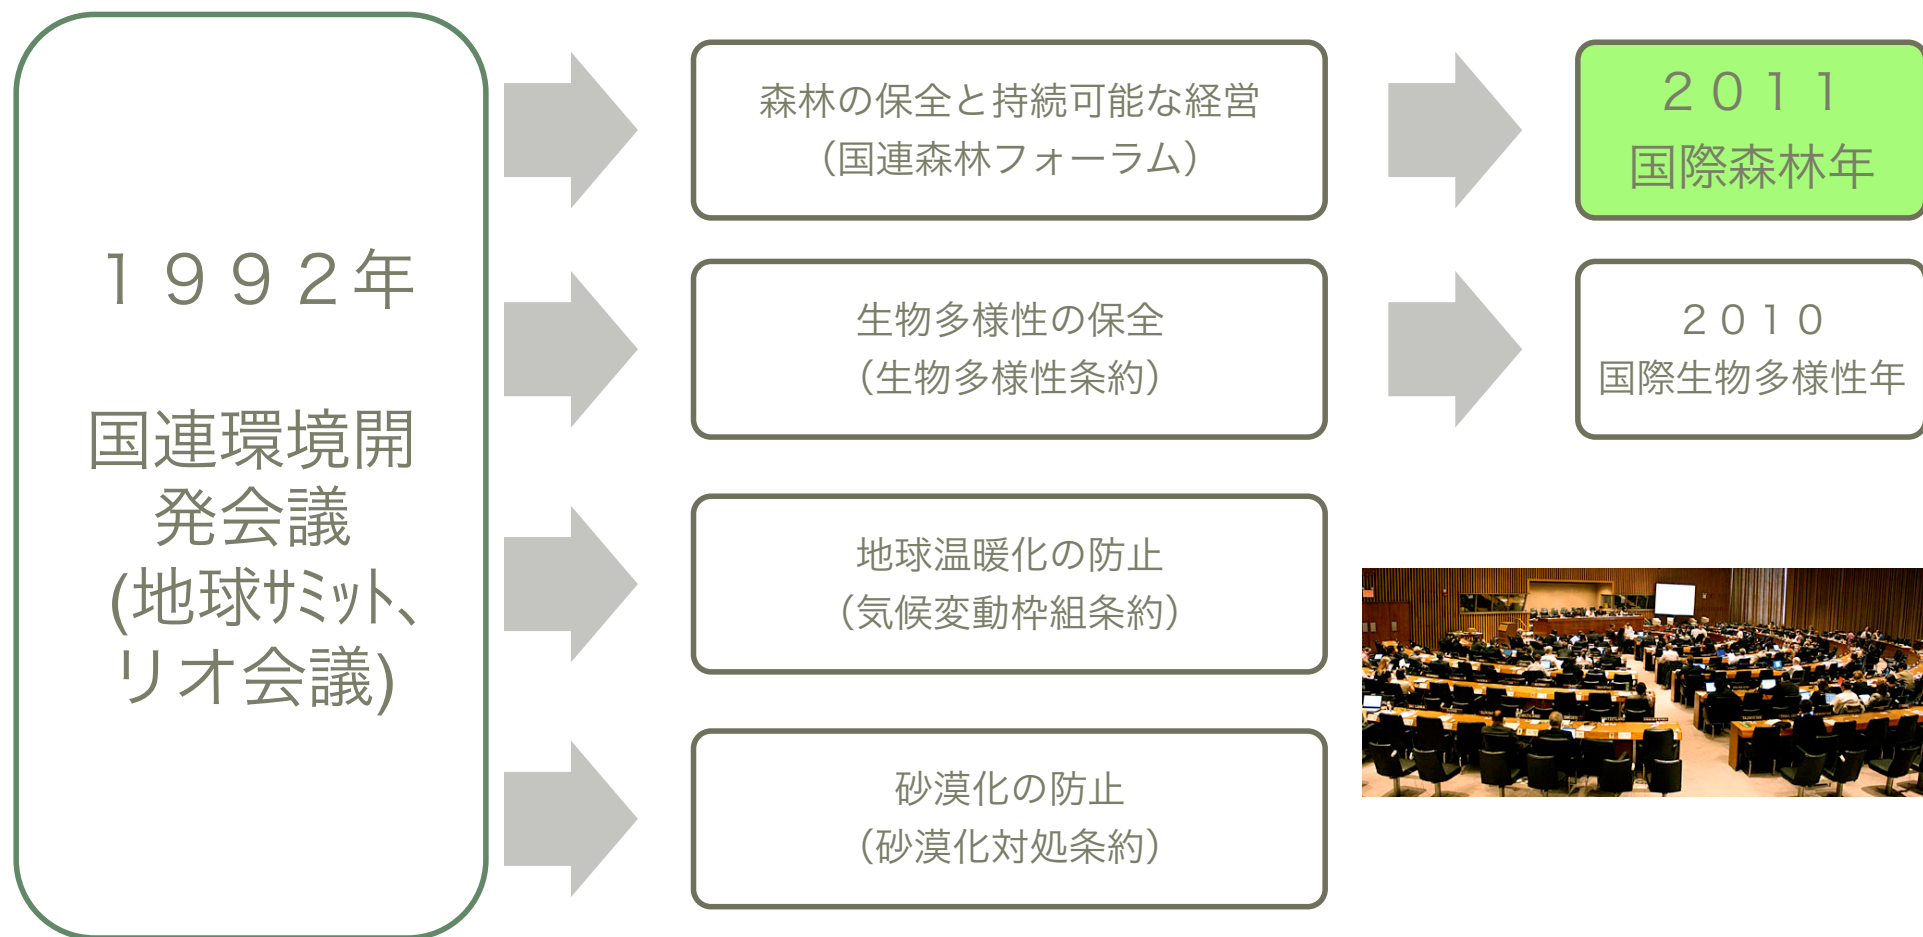 １９９２年
国連環境開
発会議
(地球ｻﾐｯﾄ、
リオ会議)
森林の保全と持続可能な経営
（国連森林フォーラム）
２０１１
国際森林年
生物多様性の保全
（生物多様性条約）
２０１０
国際生物多様性年
地球温暖化の防止
（気候変動枠組条約）
砂漠化の防止
（砂漠化対処条約）